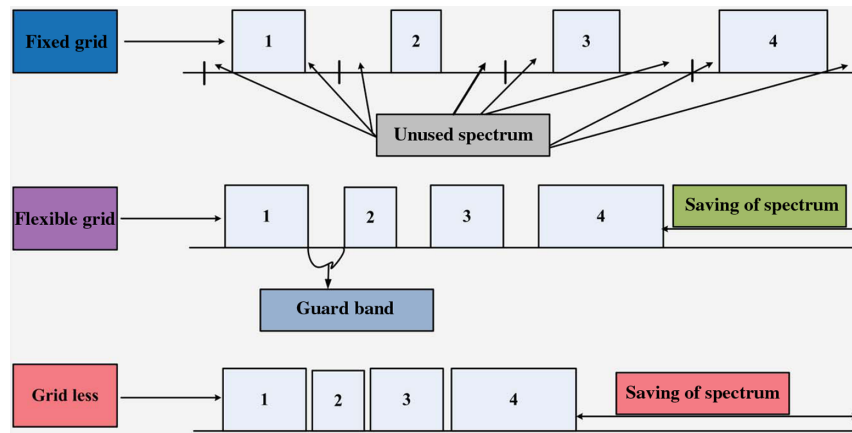 Fixed grid
1
2
3
4
Unused spectrum
Flexible grid
1
2
3
4
Saving of spectrum
Guard band
Grid less
1
2
3
4
Saving of spectrum